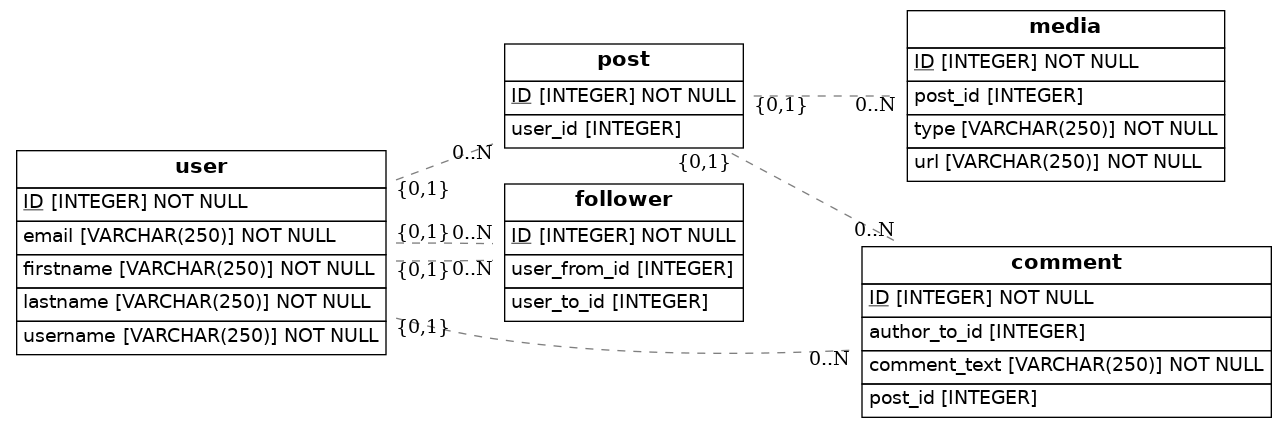 user
ID [INTEGER] NOT NULL
email [VARCHAR(250)] NOT NULL
firstname [VARCHAR(250)] NOT NULL
lastname [VARCHAR(250)] NOT NULL
username [VARCHAR(250)] NOT NULL
0..N
{0,1}
{0,1} 0..N
{0,1} 0..N
{0,1}
0..N
post
ID [INTEGER] NOT NULL
user_id [INTEGER]
follower
ID [INTEGER] NOT NULL
user_from_id [INTEGER]
user_to_id [INTEGER]
{0,1} 0..N
{0,1}
0..N
media
ID [INTEGER] NOT NULL
post_id [INTEGER]
type [VARCHAR(250)] NOT NULL
url [VARCHAR(250)] NOT NULL
comment
ID [INTEGER] NOT NULL
author_to_id [INTEGER]
comment_text [VARCHAR(250)] NOT NULL
post_id [INTEGER]